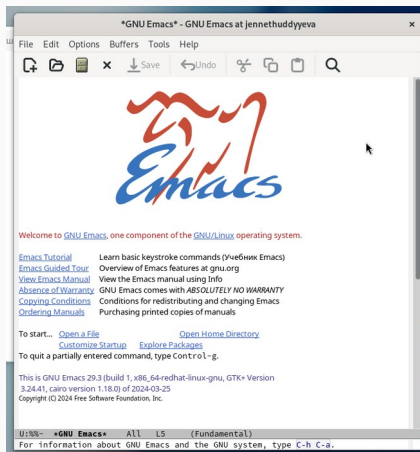 *GNU Emacs* - GNU Emacs at jennethuddyyeva
File Edit Options Buffers Tools Help
Save Undo
Emacs
Welcome to GNU Emacs, one component of the GNU/Linux operating system.
Emacs Tutorial Learn basic keystroke commands (Учебник Emacs)
Emacs Guided Tour Overview of Emacs features at gnu.org
View Emacs Manual View the Emacs manual using Info
Absence of Warranty GNU Emacs comes with ABSOLUTELY NO WARRANTY
Copying Conditions Conditions for redistributing and changing Emacs
Ordering Manuals Purchasing printed copies of manuals
To start... Open a File Open Home Directory
Customize Startup Explore Packages
To quit a partially entered command, type Control-g.
This is GNU Emacs 29.3 (build 1, x86_64-redhat-linux-gnu, GTK+ Version
3.24.41, cairo version 1.18.0) of 2024-03-25
Copyright (C) 2024 Free Software Foundation, Inc.
U:%%- *GNU Emacs* All L5 (Fundamental)
For information about GNU Emacs and the GNU system, type C-h C-a.